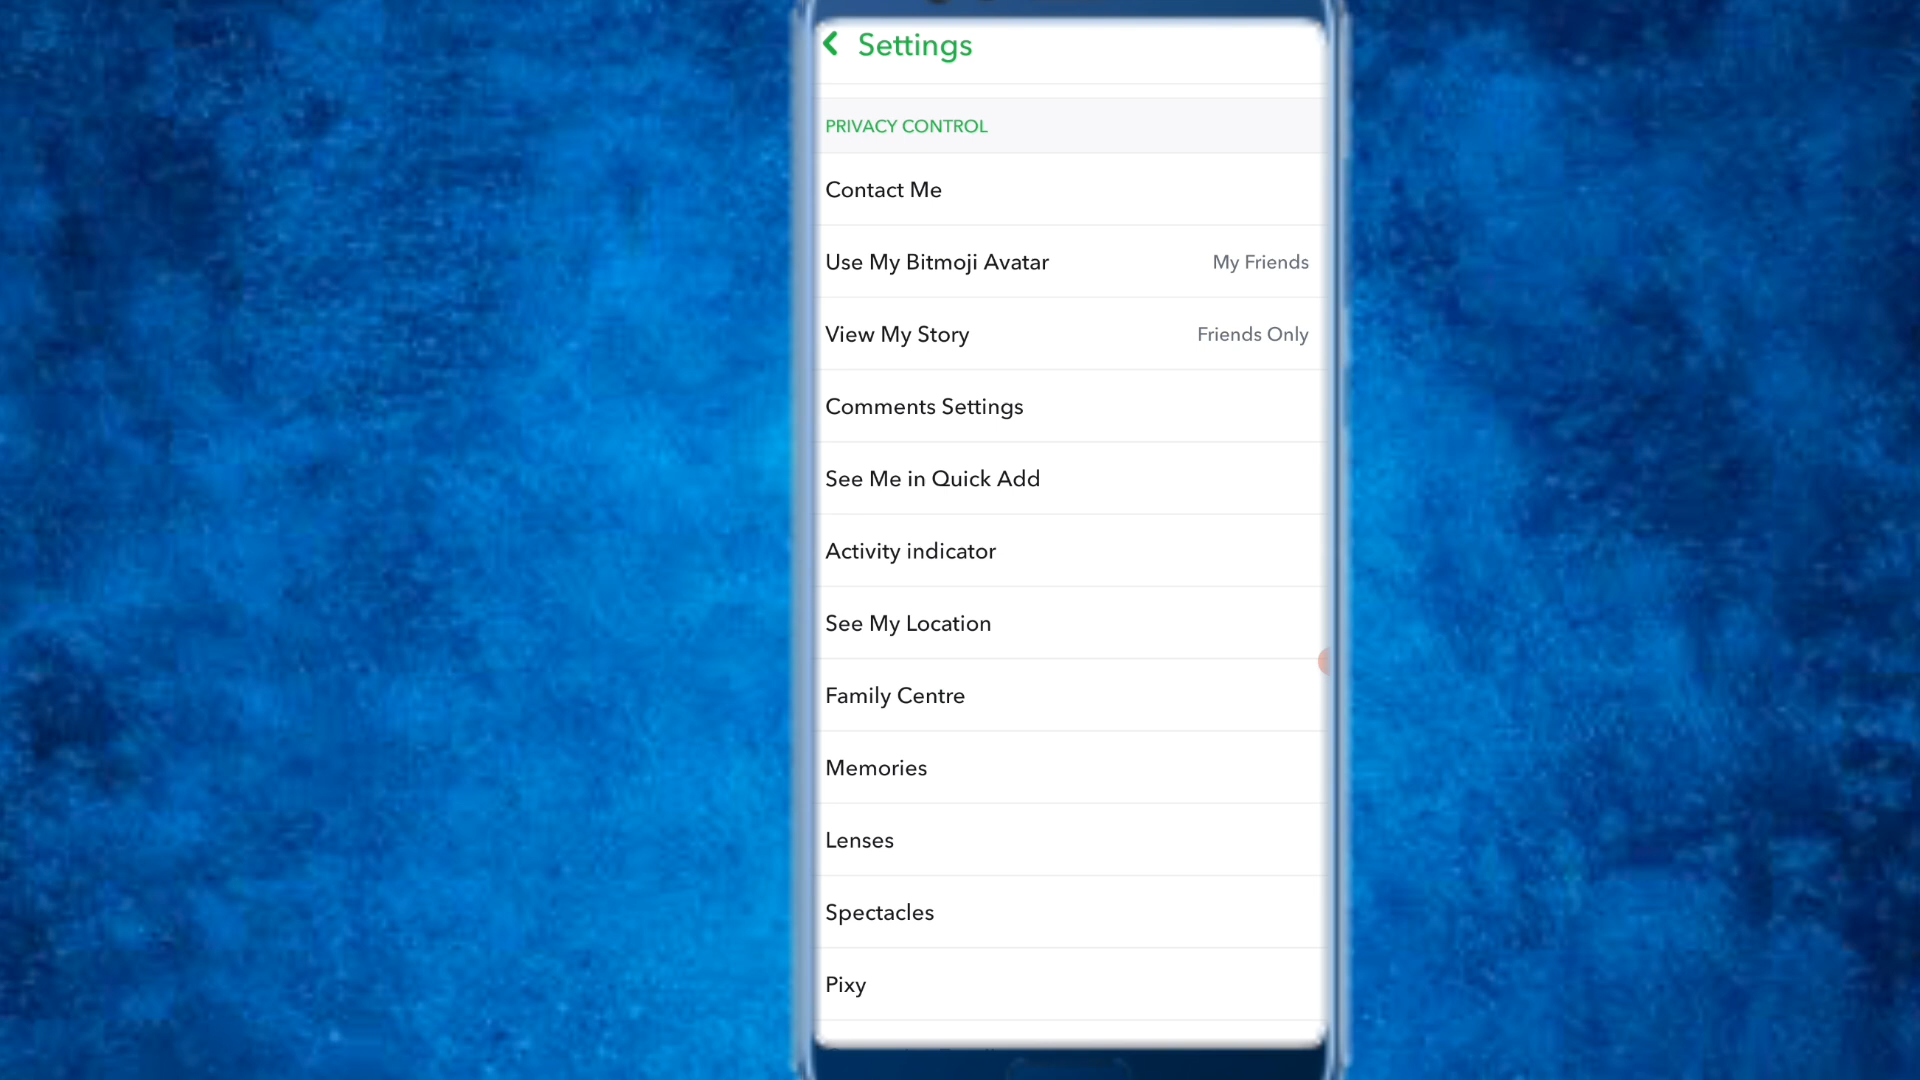 Settings
PRIVACY CONTROL
Contact Me
Use My Bitmoji Avatar My Friends
View My Story Friends Only
Comments Settings
See Me in Quick Add
Activity indicator
See My Location
Family Centre
Memories
Lenses
Spectacles
Pixy